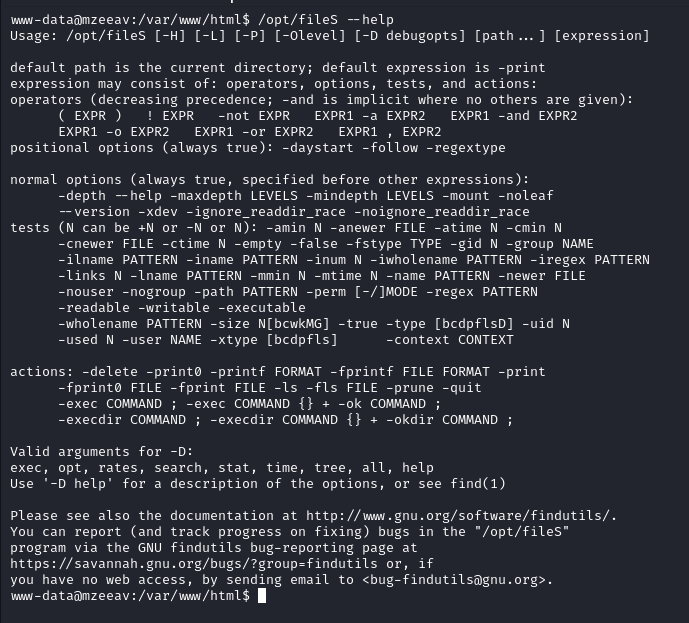 www-data@mzeeav:/var/www/html$ /opt/fileS --help
Usage: /opt/fileS [-H] [-L] [-P] [-Olevel] [-D debugopts] [path...] [expression]
default path is the current directory; default expression is -print
expression may consist of: operators, options, tests, and actions:
operators (decreasing precedence; -and is implicit where no others are given):
( EXPR )   ! EXPR   -not EXPR   EXPR1 -a EXPR2   EXPR1 -and EXPR2
EXPR1 -o EXPR2   EXPR1 -or EXPR2   EXPR1 , EXPR2
positional options (always true): -daystart -follow -regextype
normal options (always true, specified before other expressions):
-depth --help -maxdepth LEVELS -mindepth LEVELS -mount -noleaf
--version -xdev -ignore_readdir_race -noignore_readdir_race
tests (N can be +N or -N or N): -amin N -anewer FILE -atime N -cmin N
-cnewer FILE -ctime N -empty -false -fstype TYPE -gid N -group NAME
-ilname PATTERN -iname PATTERN -inum N -iwholename PATTERN -iregex PATTERN
-links N -lname PATTERN -mmin N -mtime N -name PATTERN -newer FILE
-nouser -nogroup -path PATTERN -perm [-/]MODE -regex PATTERN
-readable -writable -executable
-wholename PATTERN -size N[bcwkMG] -true -type [bcdpflsD] -uid N
-used N -user NAME -xtype [bcdpfls]      -context CONTEXT
actions: -delete -print0 -printf FORMAT -fprintf FILE FORMAT -print
-fprint0 FILE -fprint FILE -ls -fls FILE -prune -quit
-exec COMMAND ; -exec COMMAND {} + -ok COMMAND ;
-execdir COMMAND ; -execdir COMMAND {} + -okdir COMMAND ;
Valid arguments for -D:
exec, opt, rates, search, stat, time, tree, all, help
Use '-D help' for a description of the options, or see find(1)
Please see also the documentation at http://www.gnu.org/software/findutils/.
You can report (and track progress on fixing) bugs in the "/opt/fileS"
program via the GNU findutils bug-reporting page at
https://savannah.gnu.org/bugs/?group=findutils or, if
you have no web access, by sending email to <bug-findutils@gnu.org>.
www-data@mzeeav:/var/www/html$